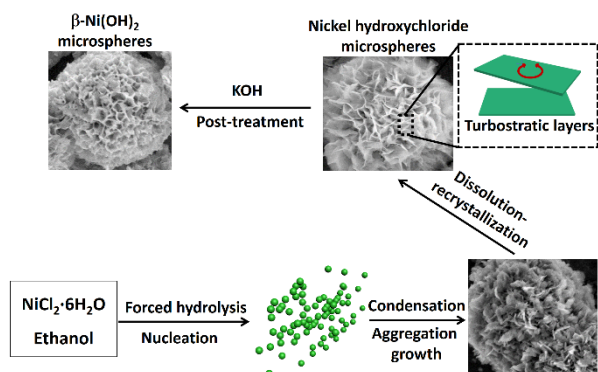 β-Ni(OH)₂
microspheres
Nickel hydroxychloride
microspheres
KOH
Post-treatment
Turbostratic layers
Dissolution-
recrystallization
NiCl₂·6H₂O
Ethanol
Forced hydrolysis
Nucleation
Condensation
Aggregation
growth